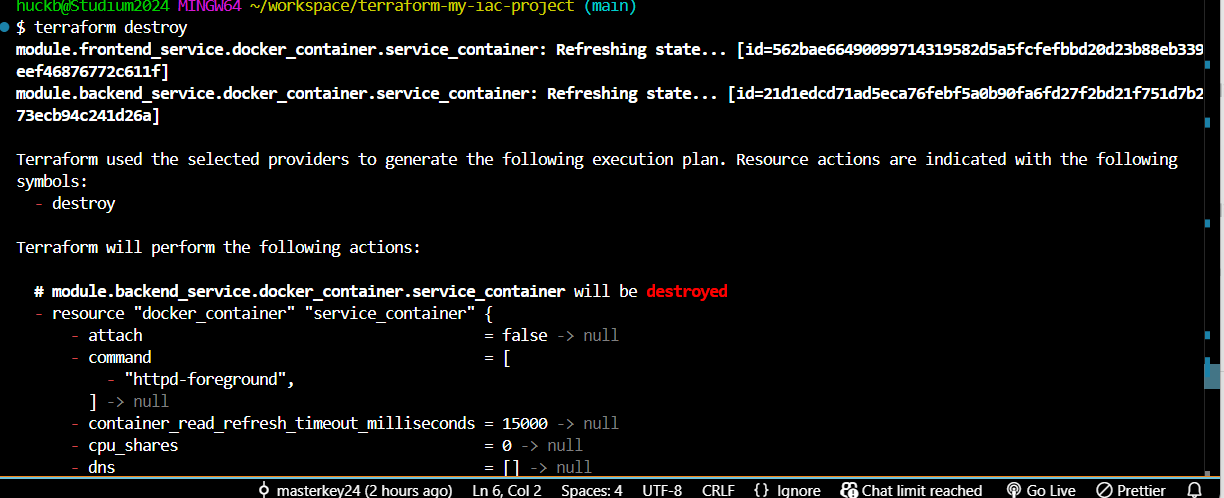 huckb@Studium2024 MINGW64 ~/workspace/terraform-my-iac-project (main)
$ terraform destroy
module.frontend_service.docker_container.service_container: Refreshing state... [id=562bae66490099714319582d5a5fcfefbbd20d23b88eb339
eef46876772c611f]
module.backend_service.docker_container.service_container: Refreshing state... [id=21d1edcd71ad5eca76febf5a0b90fa6fd27f2bd21f751d7b2
73ecb94c241d26a]
Terraform used the selected providers to generate the following execution plan. Resource actions are indicated with the following
symbols:
- destroy
Terraform will perform the following actions:
# module.backend_service.docker_container.service_container will be destroyed
- resource "docker_container" "service_container" {
- attach = false -> null
- command = [
- "httpd-foreground",
] -> null
- container_read_refresh_timeout_milliseconds = 15000 -> null
- cpu_shares = 0 -> null
- dns = [] -> null
masterkey24 (2 hours ago) Ln 6, Col 2 Spaces: 4 UTF-8 CRLF {} Ignore Chat limit reached Go Live Prettier